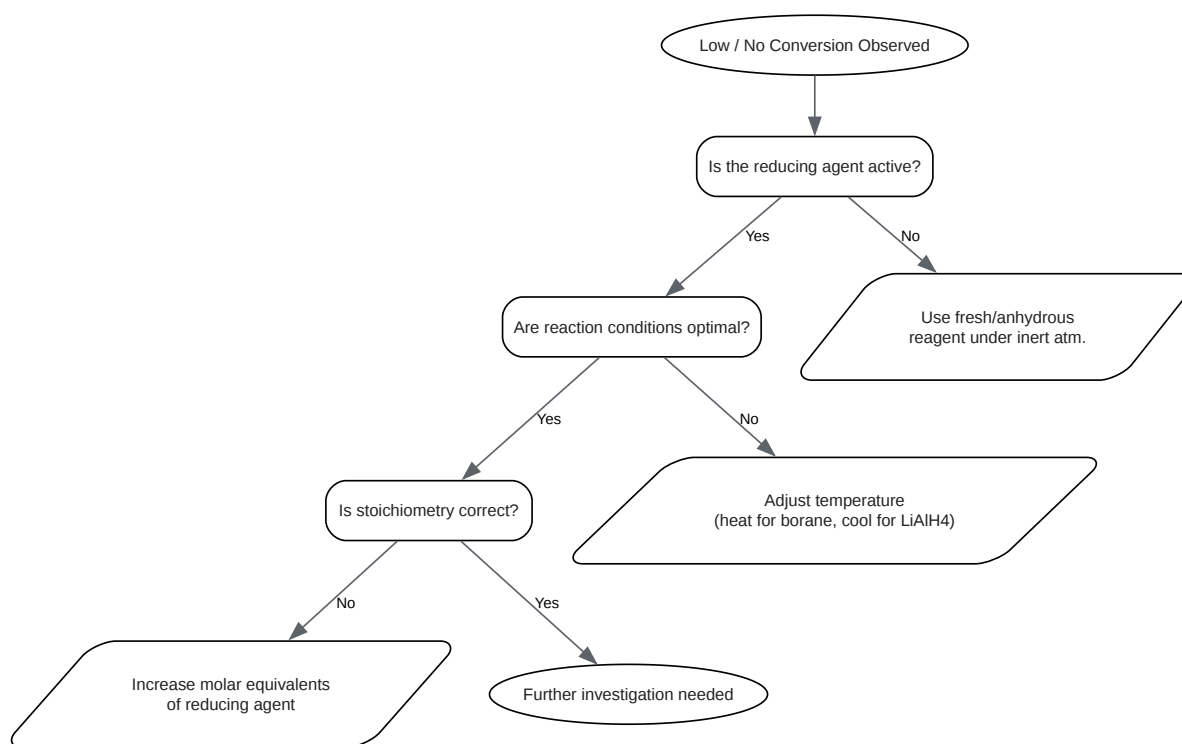 Low / No Conversion Observed
Is the reducing agent active?
Yes
No
Are reaction conditions optimal?
Use fresh/anhydrous
reagent under inert atm.
Yes
No
Is stoichiometry correct?
Adjust temperature
(heat for borane, cool for LiAlH4)
No
Yes
Increase molar equivalents
of reducing agent
Further investigation needed